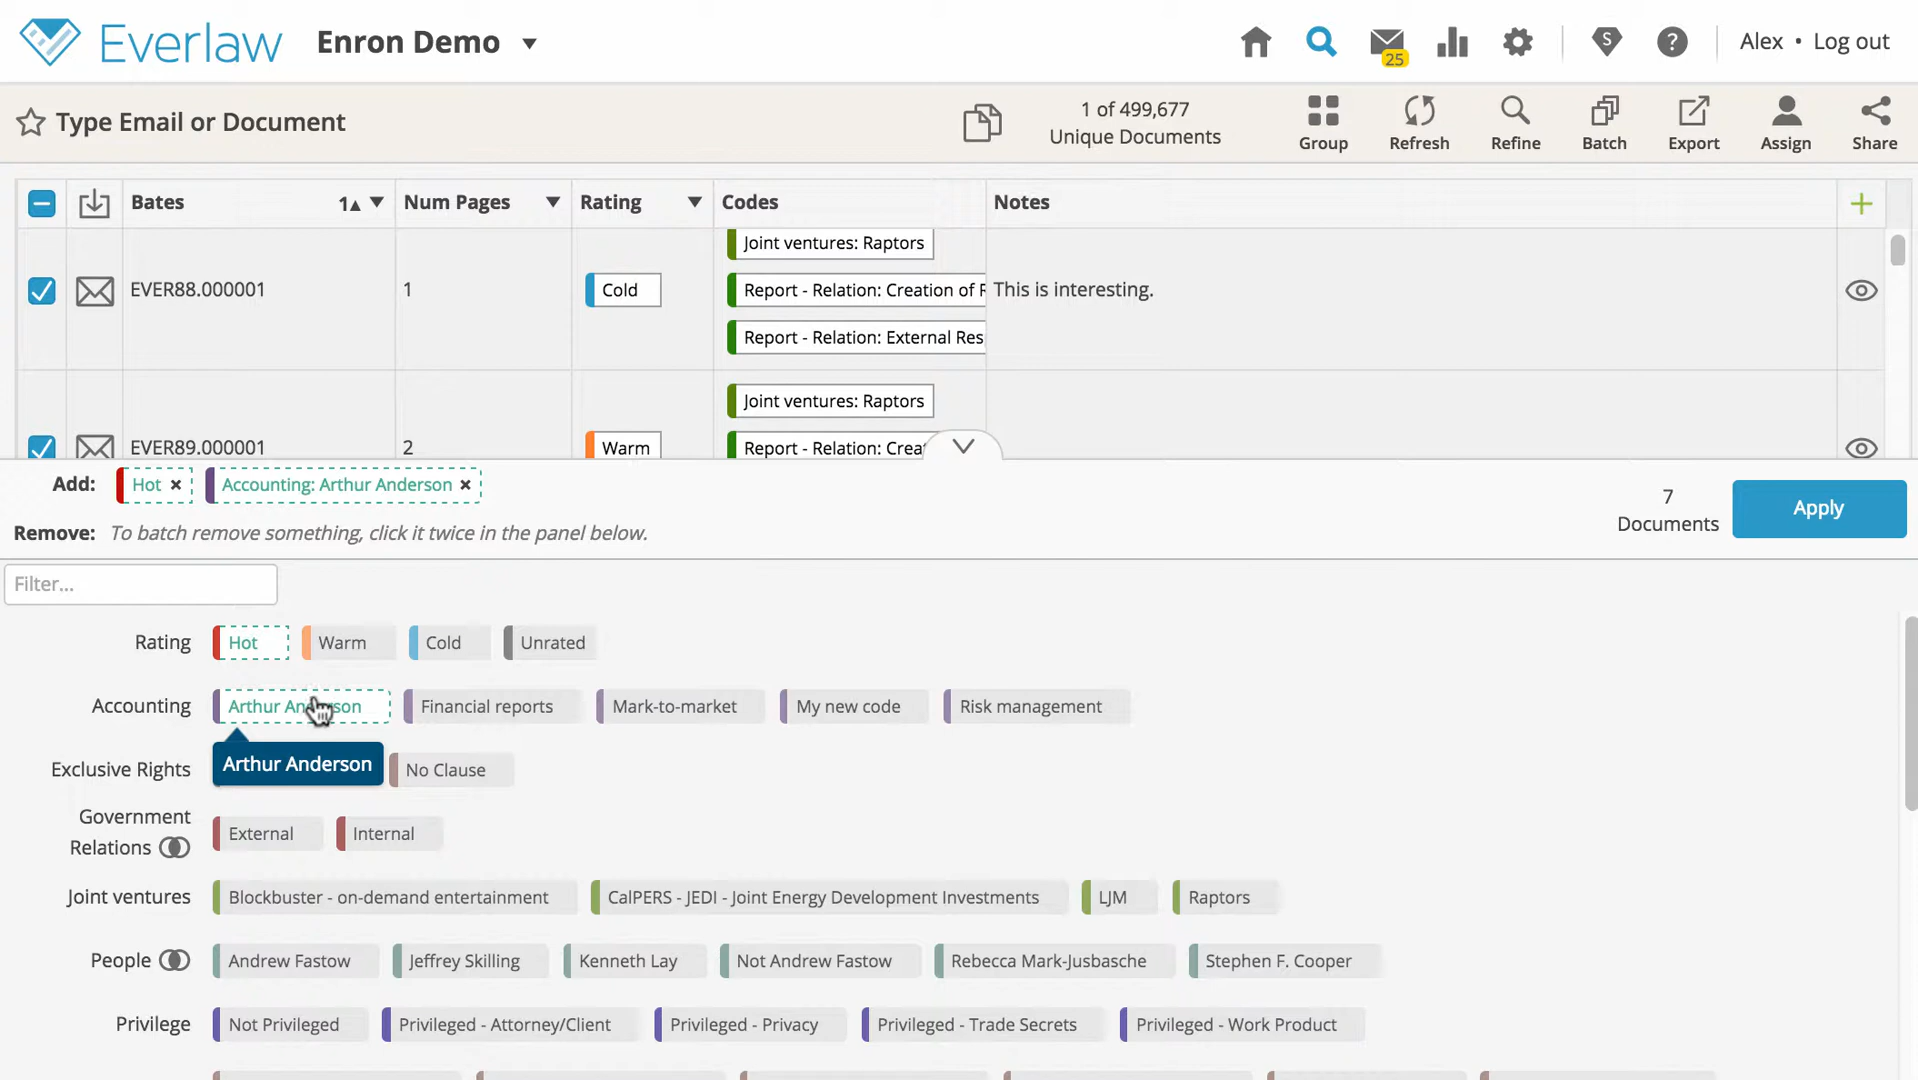 Everlaw Enron Demo 25 S ? Alex • Log out
Type Email or Document 1 of 499,677 Unique Documents Group Refresh Refine Batch Export Assign Share
Bates 1 Num Pages Rating Codes Notes
Joint ventures: Raptors
EVER88.000001 1 Cold Report - Relation: Creation of R This is interesting.
Report - Relation: External Res
Joint ventures: Raptors
EVER89.000001 2 Warm Report - Relation: Crea
Add: Hot × Accounting: Arthur Anderson ×
7 Documents Apply
Remove: To batch remove something, click it twice in the panel below.
Filter...
Rating Hot Warm Cold Unrated
Accounting Arthur Anderson Financial reports Mark-to-market My new code Risk management
Exclusive Rights Arthur Anderson No Clause
Government Relations External Internal
Joint ventures Blockbuster - on-demand entertainment CalPERS - JEDI - Joint Energy Development Investments LJM Raptors
People Andrew Fastow Jeffrey Skilling Kenneth Lay Not Andrew Fastow Rebecca Mark-Jusbasche Stephen F. Cooper
Privilege Not Privileged Privileged - Attorney/Client Privileged - Privacy Privileged - Trade Secrets Privileged - Work Product